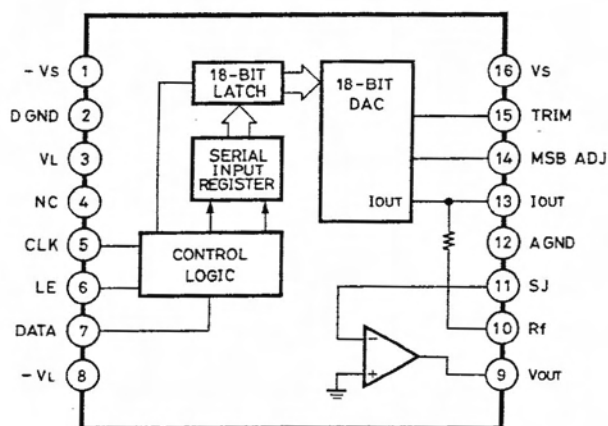 -Vs 1
DGND 2
VL 3
NC 4
CLK 5
LE 6
DATA 7
-VL 8
18-BIT
LATCH
SERIAL
INPUT
REGISTER
CONTROL
LOGIC
18-BIT
DAC
IOUT
-
+
16 Vs
15 TRIM
14 MSB ADJ
13 IOUT
12 AGND
11 SJ
10 Rf
9 VOUT